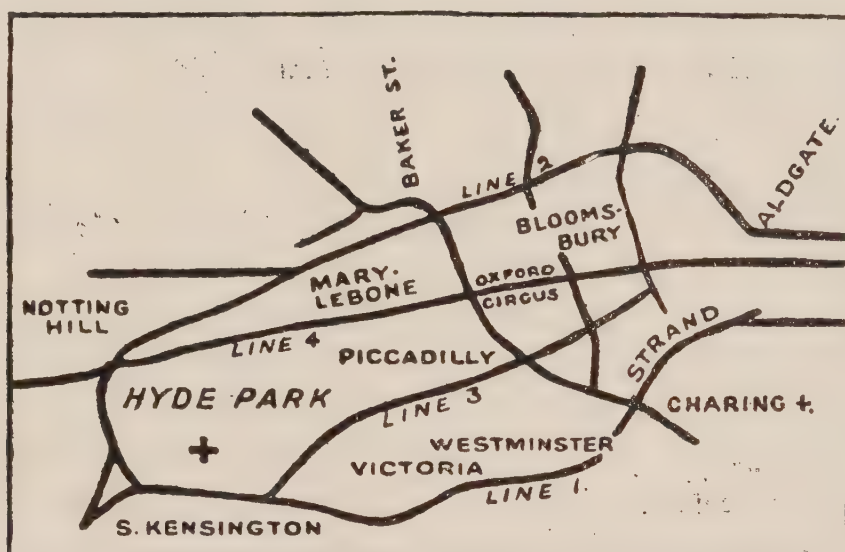 BAKER ST.
ALDGATE.
LINE 2
BLOOMS-
BURY
MARY-
LEBONE
OXFORD
CIRCUS
NOTTING
HILL
LINE 4
PICCADILLY
STRAND
HYDE PARK
LINE 3
CHARING +.
WESTMINSTER
VICTORIA
LINE 1.
S. KENSINGTON